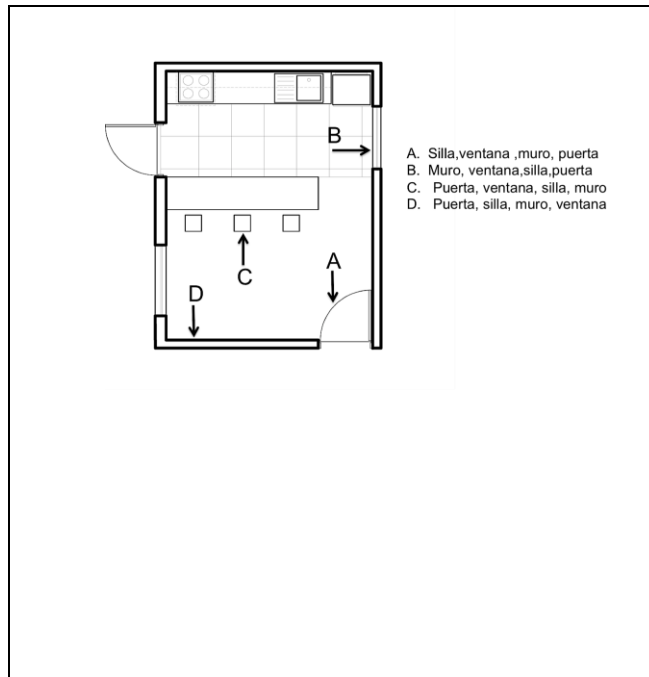 B
A. Silla,ventana ,muro, puerta
B. Muro, ventana,silla,puerta
C. Puerta, ventana, silla, muro
D. Puerta, silla, muro, ventana
A
C
D